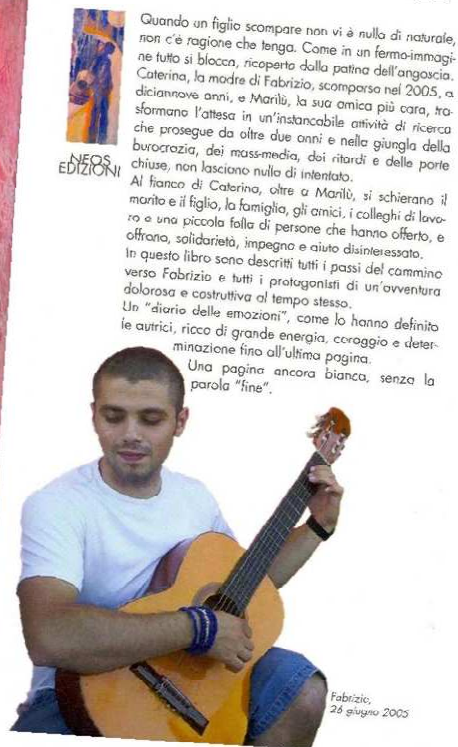 Quando un figlio scompare non vi è nulla di naturale,
non c'è ragione che tenga. Come in un fermo-immagi-
ne tutto si blocca, ricoperto dalla patina dell'angoscia.
Caterina, la madre di Fabrizio, scomparso nel 2005, a
diciannove anni, e Marilù, la sua amica più cara, tra-
sformano l'attesa in un'instancabile attività di ricerca
che prosegue da oltre due anni e nella giungla della
burocrazia, dei mass-media, dei ritardi e delle porte
chiuse, non lasciano nulla di intentato.
Al fianco di Caterina, oltre a Marilù, si schierano il
marito e il figlio, la famiglia, gli amici, i colleghi di lavo-
ro e una piccola folla di persone che hanno offerto, e
offrono, solidarietà, impegno e aiuto disinteressato.
In questo libro sono descritti tutti i passi del cammino
verso Fabrizio e tutti i protagonisti di un'avventura
dolorosa e costruttiva al tempo stesso.
Un "diario delle emozioni", come lo hanno definito
le autrici, ricco di grande energia, coraggio e deter-
minazione fino all'ultima pagina.
Una pagina ancora bianca, senza la
parola "fine".
NEOS
EDIZIONI
Fabrizio,
26 giugno 2005